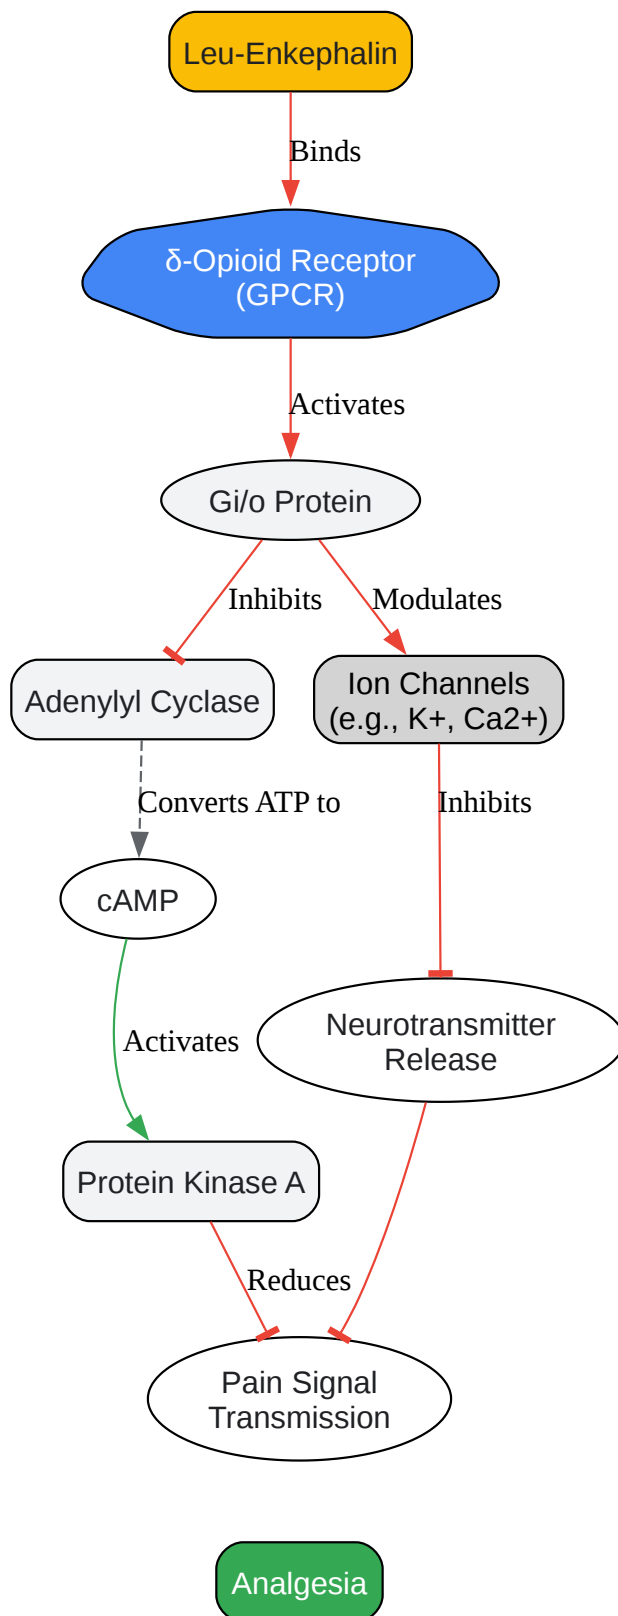 Leu-Enkephalin
Binds
δ-Opioid Receptor
(GPCR)
Activates
Gi/o Protein
Inhibits
Modulates
Adenylyl Cyclase
Ion Channels
(e.g., K+, Ca2+)
Converts ATP to
Inhibits
cAMP
Neurotransmitter
Release
Activates
Protein Kinase A
Reduces
Pain Signal
Transmission
Analgesia